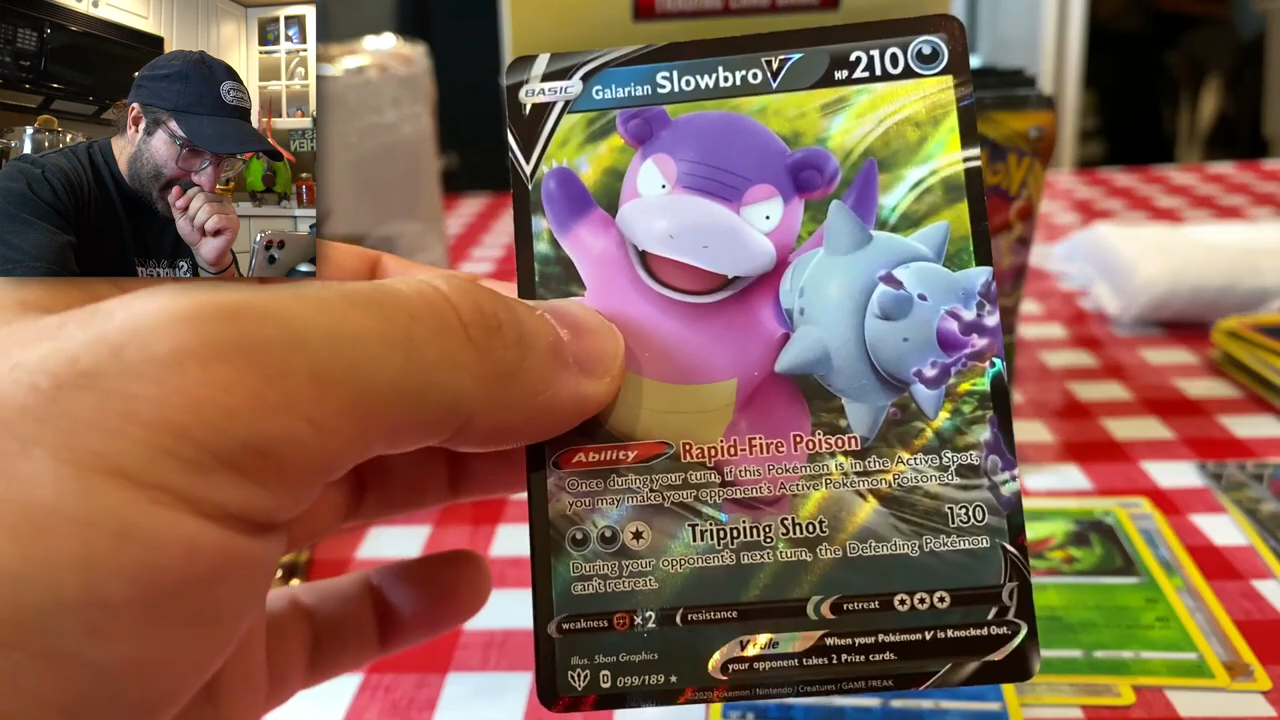 TRADING CARD GAME
BASIC
Galarian Slowbro V HP 210
Ability Rapid-Fire Poison
Once during your turn, if this Pokémon is in the Active Spot,
you may make your opponent's Active Pokémon Poisoned.
Tripping Shot 130
During your opponent's next turn, the Defending Pokémon
can't retreat.
weakness ×2 resistance retreat
V rule When your Pokémon V is Knocked Out,
your opponent takes 2 Prize cards.
Illus. 5ban Graphics
D 099/189 ★
©2020 Pokémon / Nintendo / Creatures / GAME FREAK